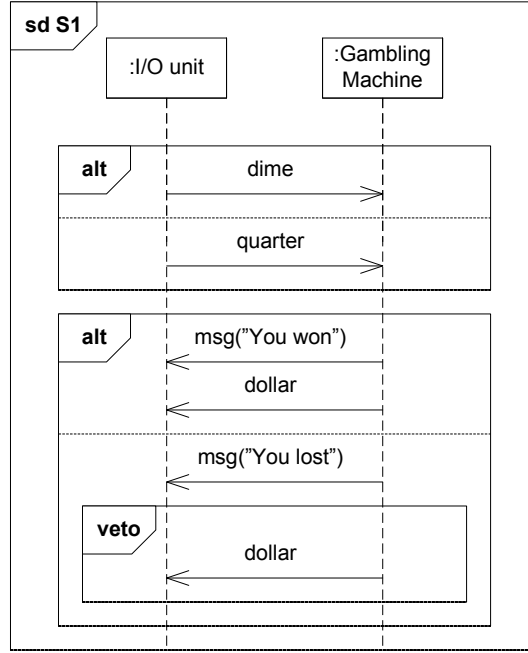 sd S1
:I/O unit
:Gambling
Machine
alt
dime
quarter
alt
msg("You won")
dollar
msg("You lost")
veto
dollar